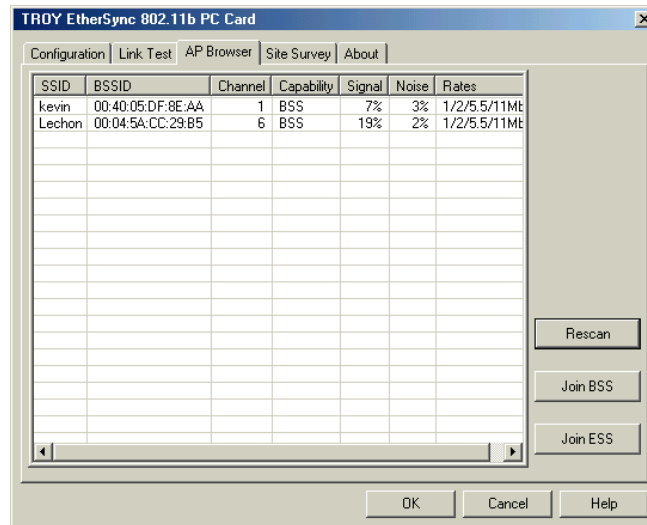 TROY EtherSync 802.11b PC Card
Configuration Link Test AP Browser Site Survey About
SSID BSSID Channel Capability Signal Noise Rates
kevin 00:40:05:DF:8E:AA 1 BSS 7% 3% 1/2/5.5/11Mb
Lechon 00:04:5A:CC:29:B5 6 BSS 19% 2% 1/2/5.5/11Mb
Rescan
Join BSS
Join ESS
OK Cancel Help